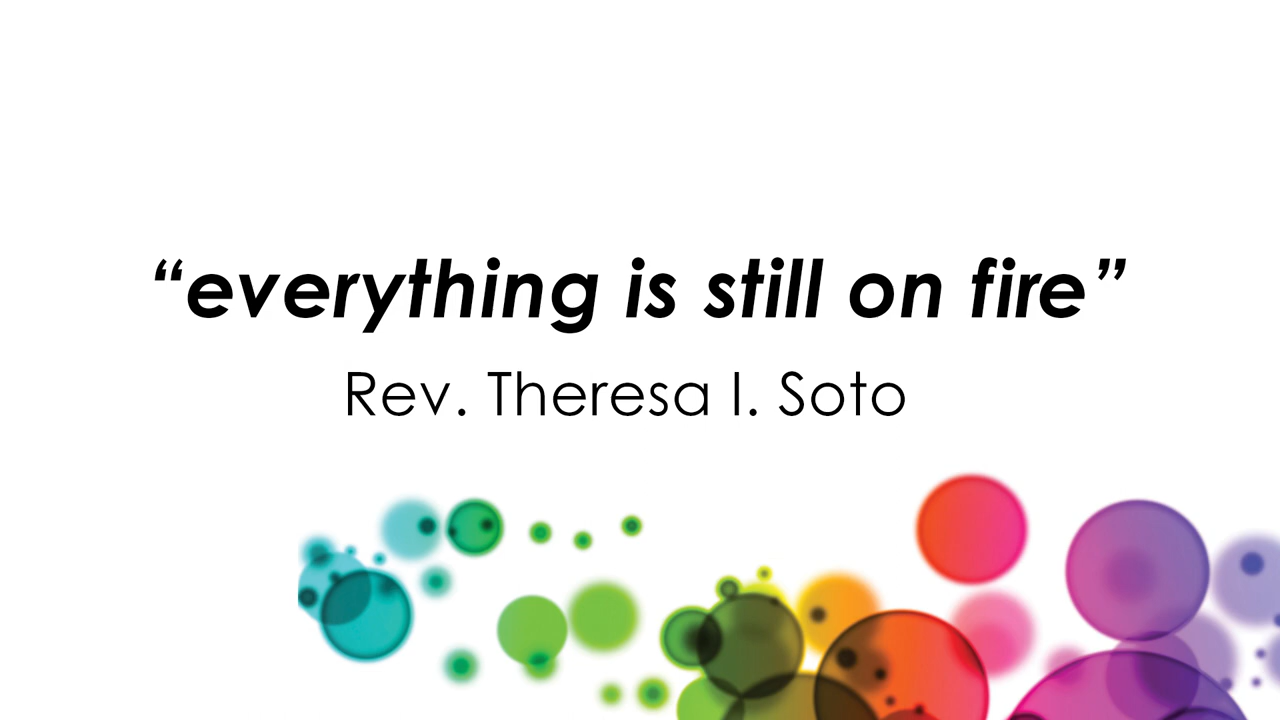 “everything is still on fire”
Rev. Theresa I. Soto